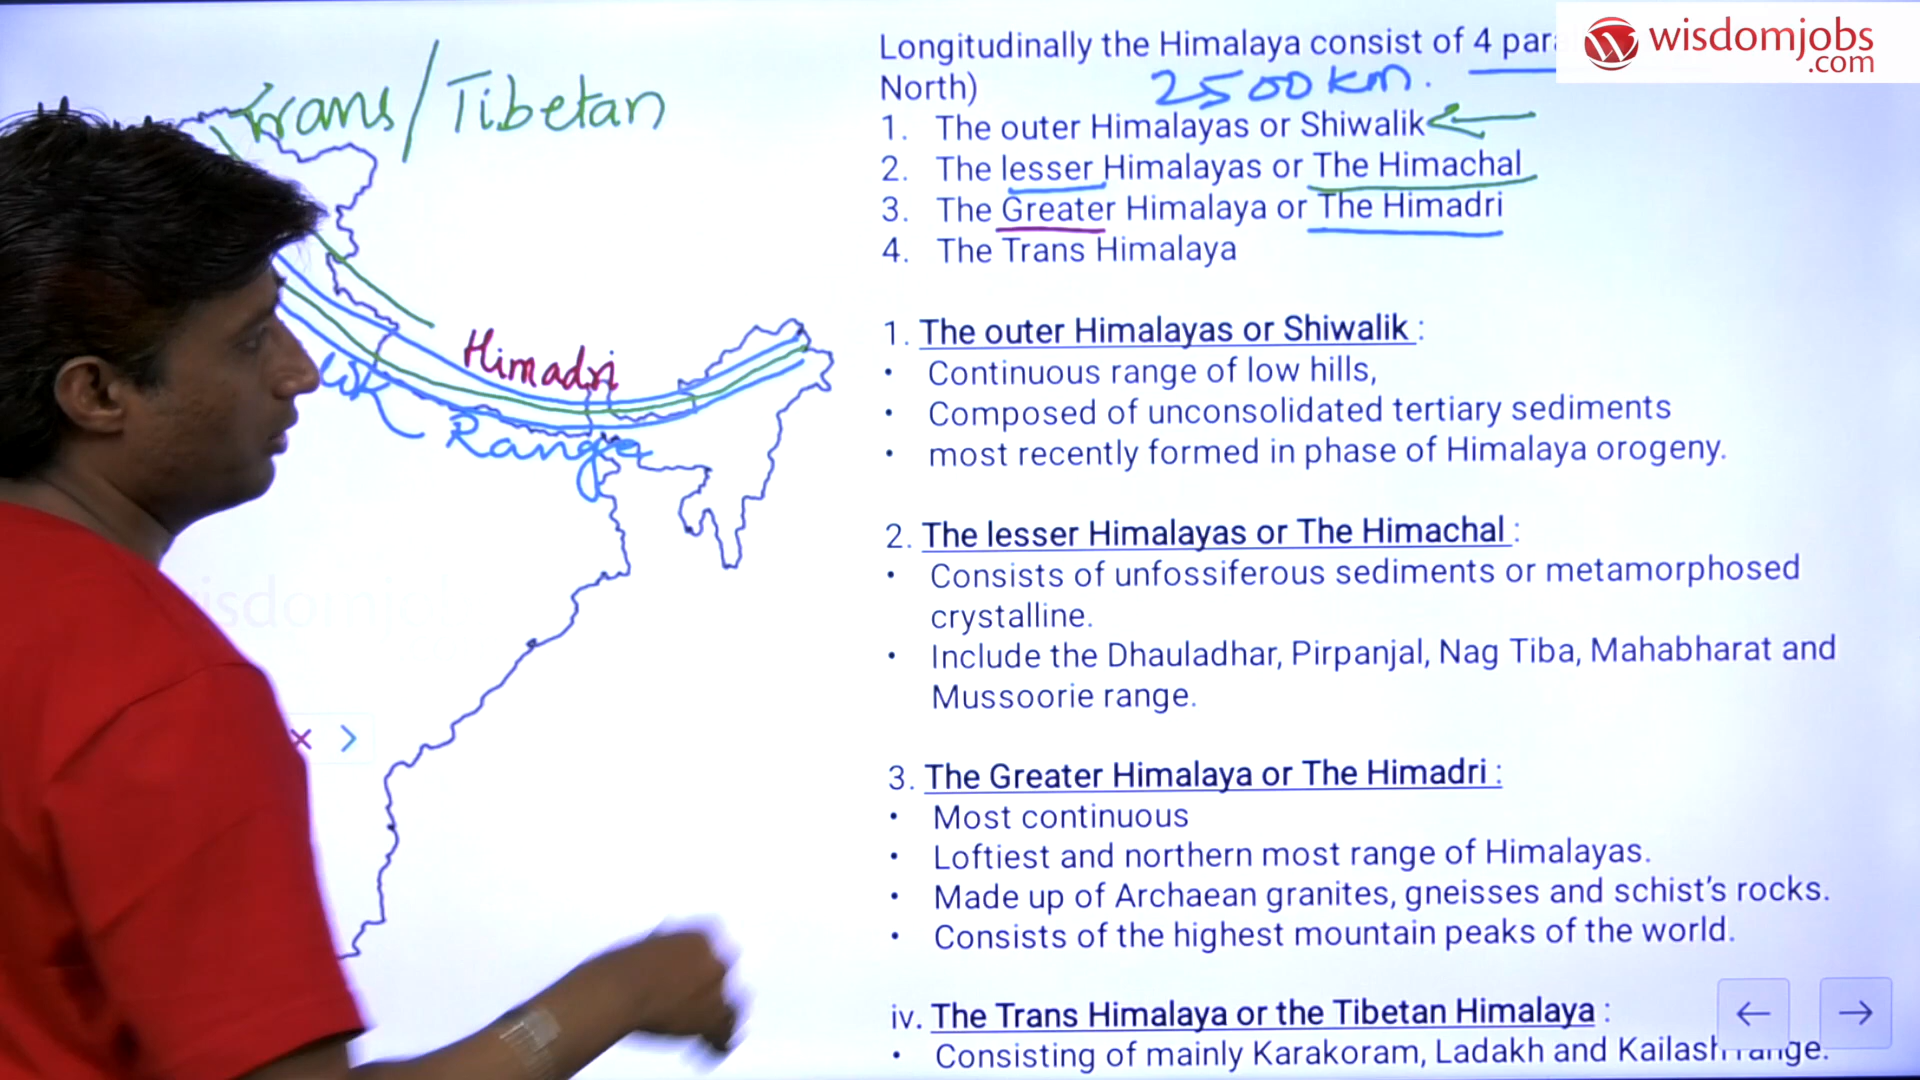 wisdomjobs
.com
Longitudinally the Himalaya consist of 4
North)
2500 km.
1. The outer Himalayas or Shiwalik
2. The lesser Himalayas or The Himachal
3. The Greater Himalaya or The Himadri
4. The Trans Himalaya
Trans/Tibetan
Himadri
Range
1. The outer Himalayas or Shiwalik :
• Continuous range of low hills,
• Composed of unconsolidated tertiary sediments
• most recently formed in phase of Himalaya orogeny.
2. The lesser Himalayas or The Himachal :
• Consists of unfossiferous sediments or metamorphosed
crystalline.
• Include the Dhauladhar, Pirpanjal, Nag Tiba, Mahabharat and
Mussoorie range.
3. The Greater Himalaya or The Himadri :
• Most continuous
• Loftiest and northern most range of Himalayas.
• Made up of Archaean granites, gneisses and schist's rocks.
• Consists of the highest mountain peaks of the world.
iv. The Trans Himalaya or the Tibetan Himalaya :
• Consisting of mainly Karakoram, Ladakh and Kailash range.